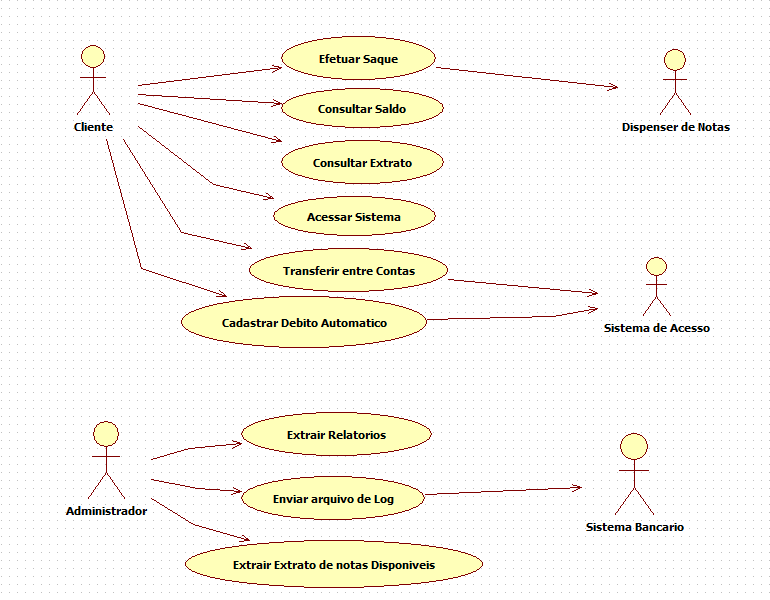 Efetuar Saque
Cliente
Dispenser de Notas
Consultar Saldo
Consultar Extrato
Acessar Sistema
Transferir entre Contas
Cadastrar Debito Automatico
Sistema de Acesso
Extrair Relatorios
Administrador
Enviar arquivo de Log
Sistema Bancario
Extrair Extrato de notas Disponiveis